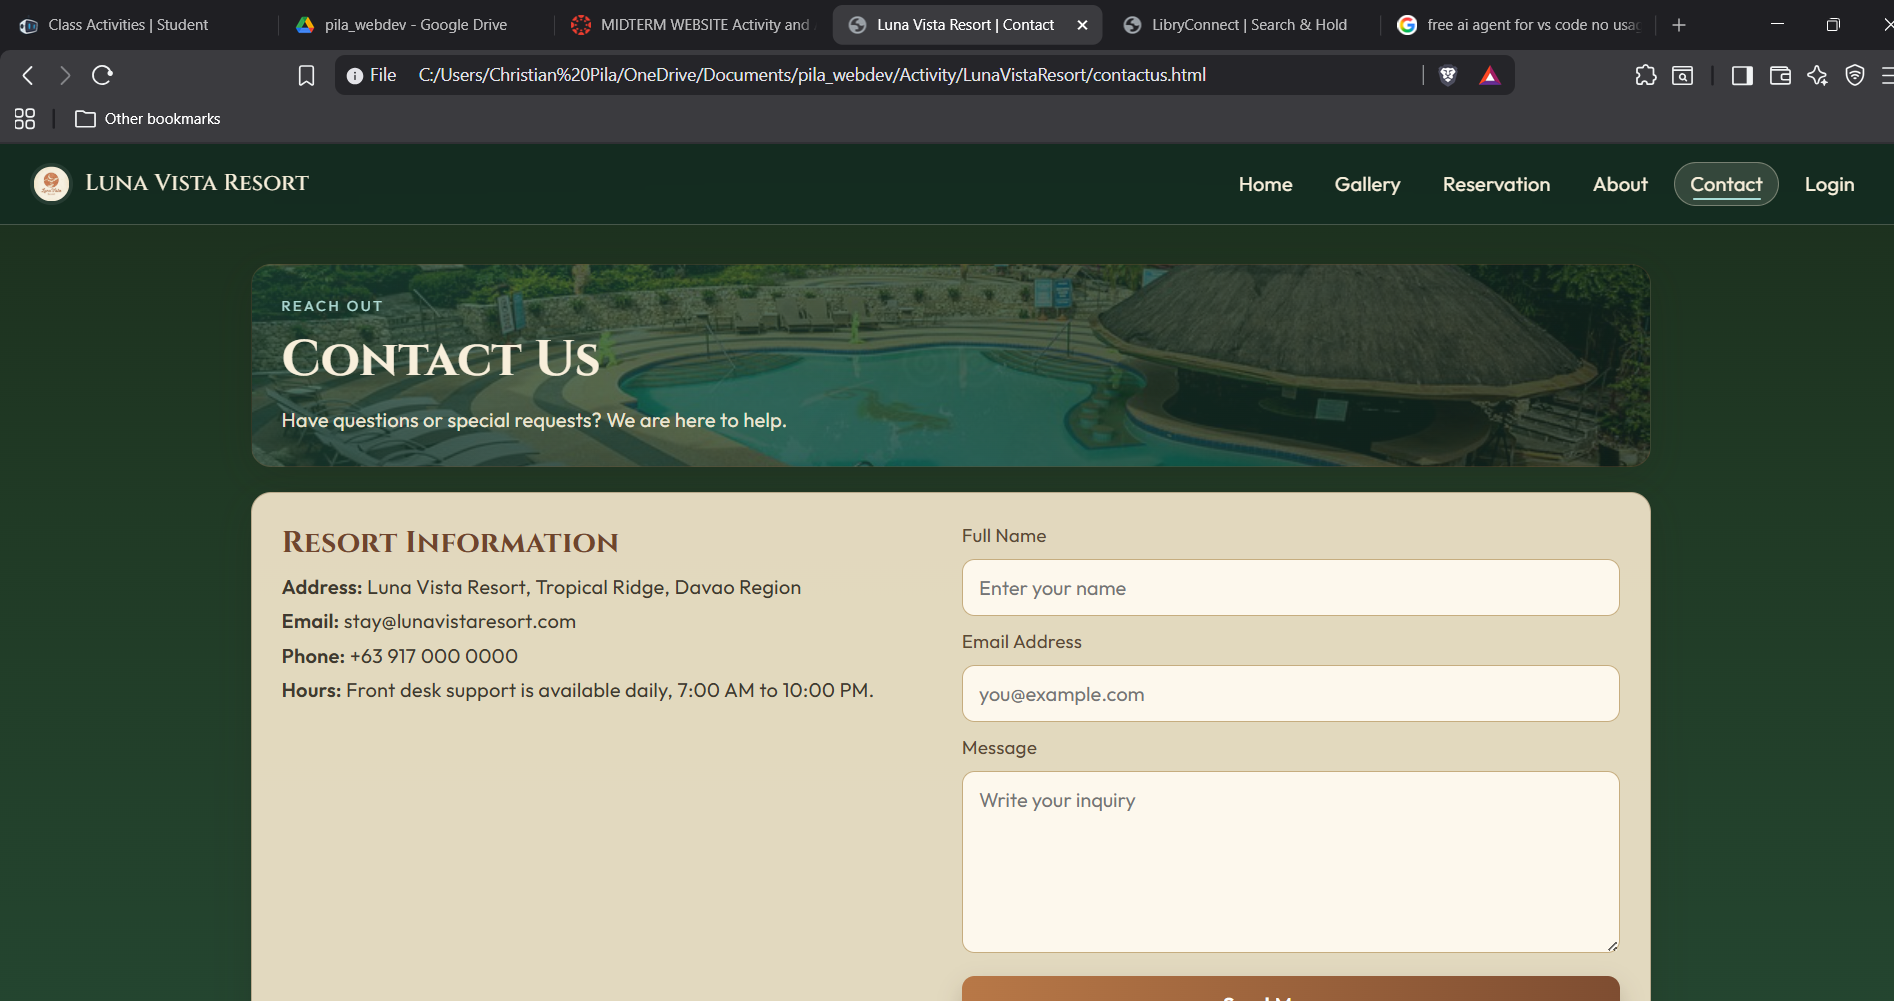 Class Activities | Student
pila_webdev - Google Drive
MIDTERM WEBSITE Activity and
Luna Vista Resort | Contact
LibryConnect | Search & Hold
free ai agent for vs code no usag
File C:/Users/Christian%20Pila/OneDrive/Documents/pila_webdev/Activity/LunaVistaResort/contactus.html
Other bookmarks
Luna Vista Resort
Home
Gallery
Reservation
About
Contact
Login
REACH OUT
Contact Us
Have questions or special requests? We are here to help.
Resort Information
Address: Luna Vista Resort, Tropical Ridge, Davao Region
Email: stay@lunavistaresort.com
Phone: +63 917 000 0000
Hours: Front desk support is available daily, 7:00 AM to 10:00 PM.
Full Name
Enter your name
Email Address
you@example.com
Message
Write your inquiry